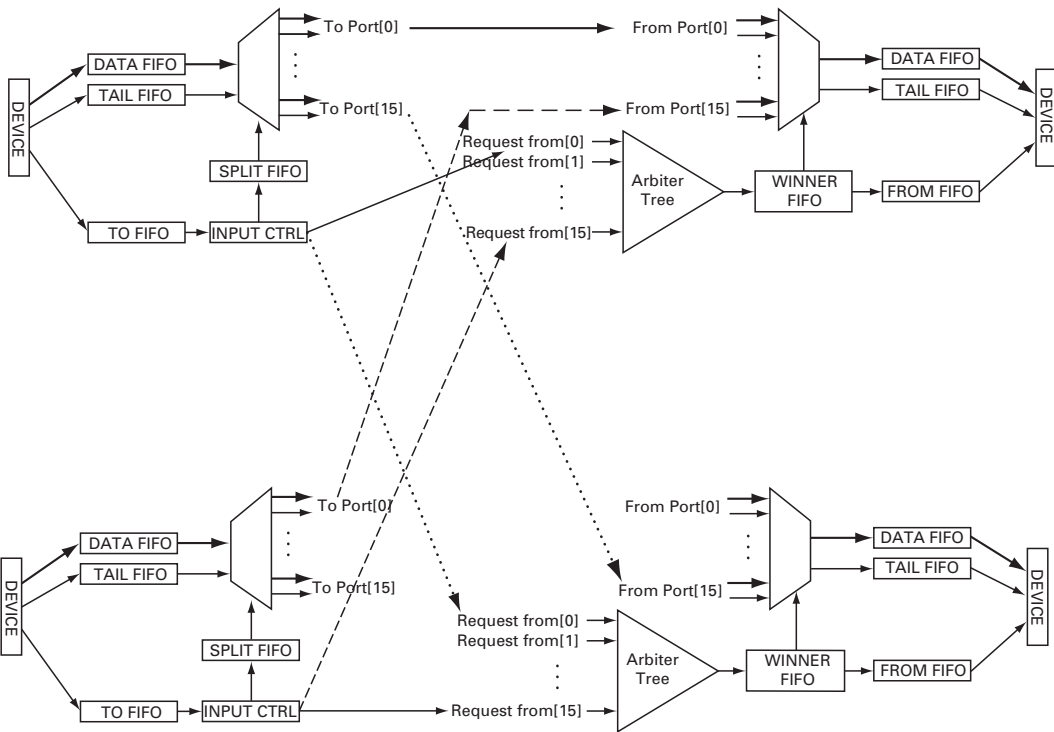 To Port[0]
From Port[0]
DEVICE
DATA FIFO
TAIL FIFO
To Port[15]
From Port[15]
DATA FIFO
TAIL FIFO
DEVICE
Request from[0]
Request from[1]
SPLIT FIFO
Arbiter
Tree
WINNER
FIFO
FROM FIFO
TO FIFO
INPUT CTRL
Request from[15]
To Port[0]
From Port[0]
DEVICE
DATA FIFO
TAIL FIFO
To Port[15]
From Port[15]
DATA FIFO
TAIL FIFO
DEVICE
Request from[0]
Request from[1]
SPLIT FIFO
Arbiter
Tree
WINNER
FIFO
FROM FIFO
TO FIFO
INPUT CTRL
Request from[15]